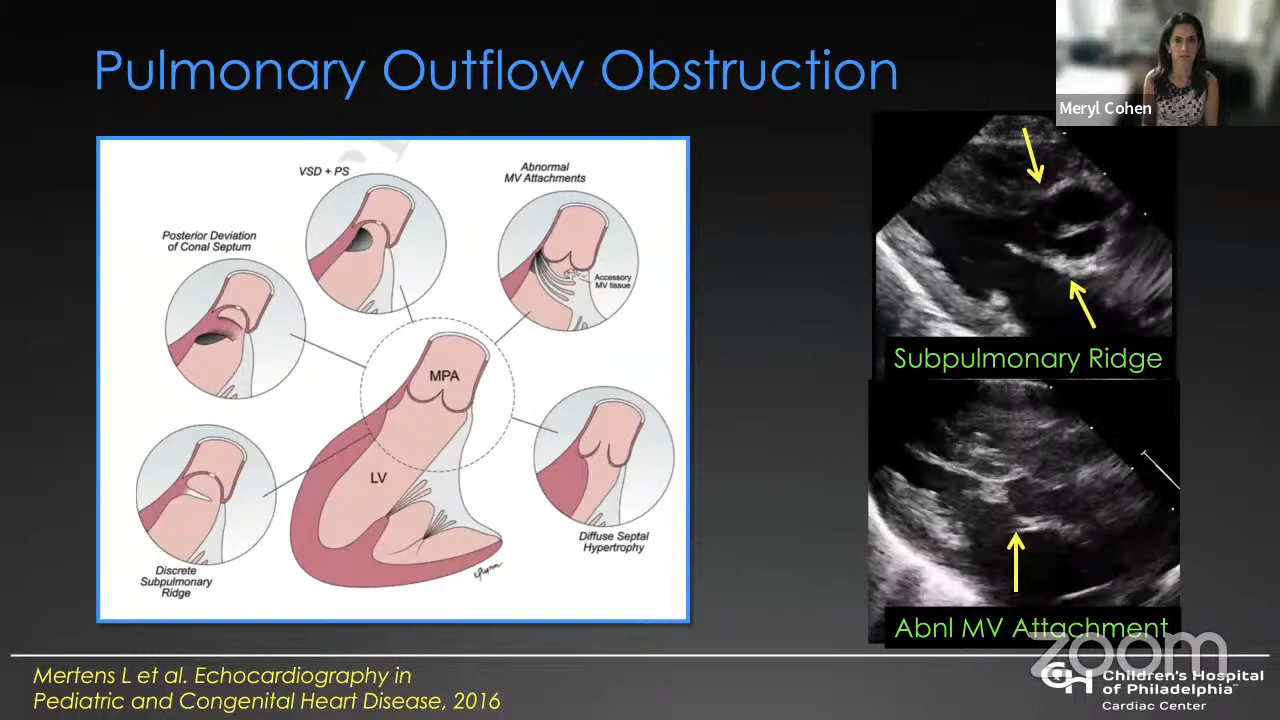 Pulmonary Outflow Obstruction
Meryl Cohen
VSD + PS
Abnormal
MV Attachments
Posterior Deviation
of Conal Septum
Accessory
MV tissue
MPA
LV
Discrete
Subpulmonary
Ridge
Diffuse Septal
Hypertrophy
Subpulmonary Ridge
Abnl MV Attachment
zoom
Mertens L et al. Echocardiography in
Pediatric and Congenital Heart Disease, 2016
CH Children's Hospital
of Philadelphia™
Cardiac Center